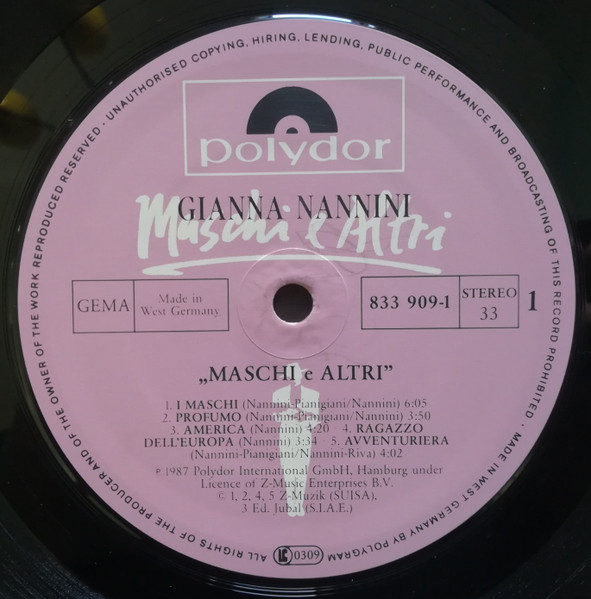 polydor
GIANNA NANNINI
Maschi e Altri
GEMA
Made in
West Germany
833 909-1
STEREO
33
1
„MASCHI e ALTRI”
1. I MASCHI (Nannini-Pianigiani/Nannini) 6:05
2. PROFUMO (Nannini-Pianigiani/Nannini) 3:50
3. AMERICA (Nannini) 4:20 4. RAGAZZO
DELL'EUROPA (Nannini) 3:34 5. AVVENTURIERA
(Nannini-Pianigiani/Nannini-Riva) 4:02
℗ 1987 Polydor International GmbH, Hamburg under
Licence of Z-Music Enterprises B.V.
© 1, 2, 4, 5 Z-Muzik (SUISA),
3 Ed. Jubal (S.I.A.E.)
ALL RIGHTS OF THE PRODUCER AND OF THE OWNER OF THE WORK REPRODUCED RESERVED · UNAUTHORISED COPYING, HIRING, LENDING, PUBLIC PERFORMANCE AND BROADCASTING OF THIS RECORD PROHIBITED · MADE IN WEST GERMANY BY POLYGRAM
LC 0309